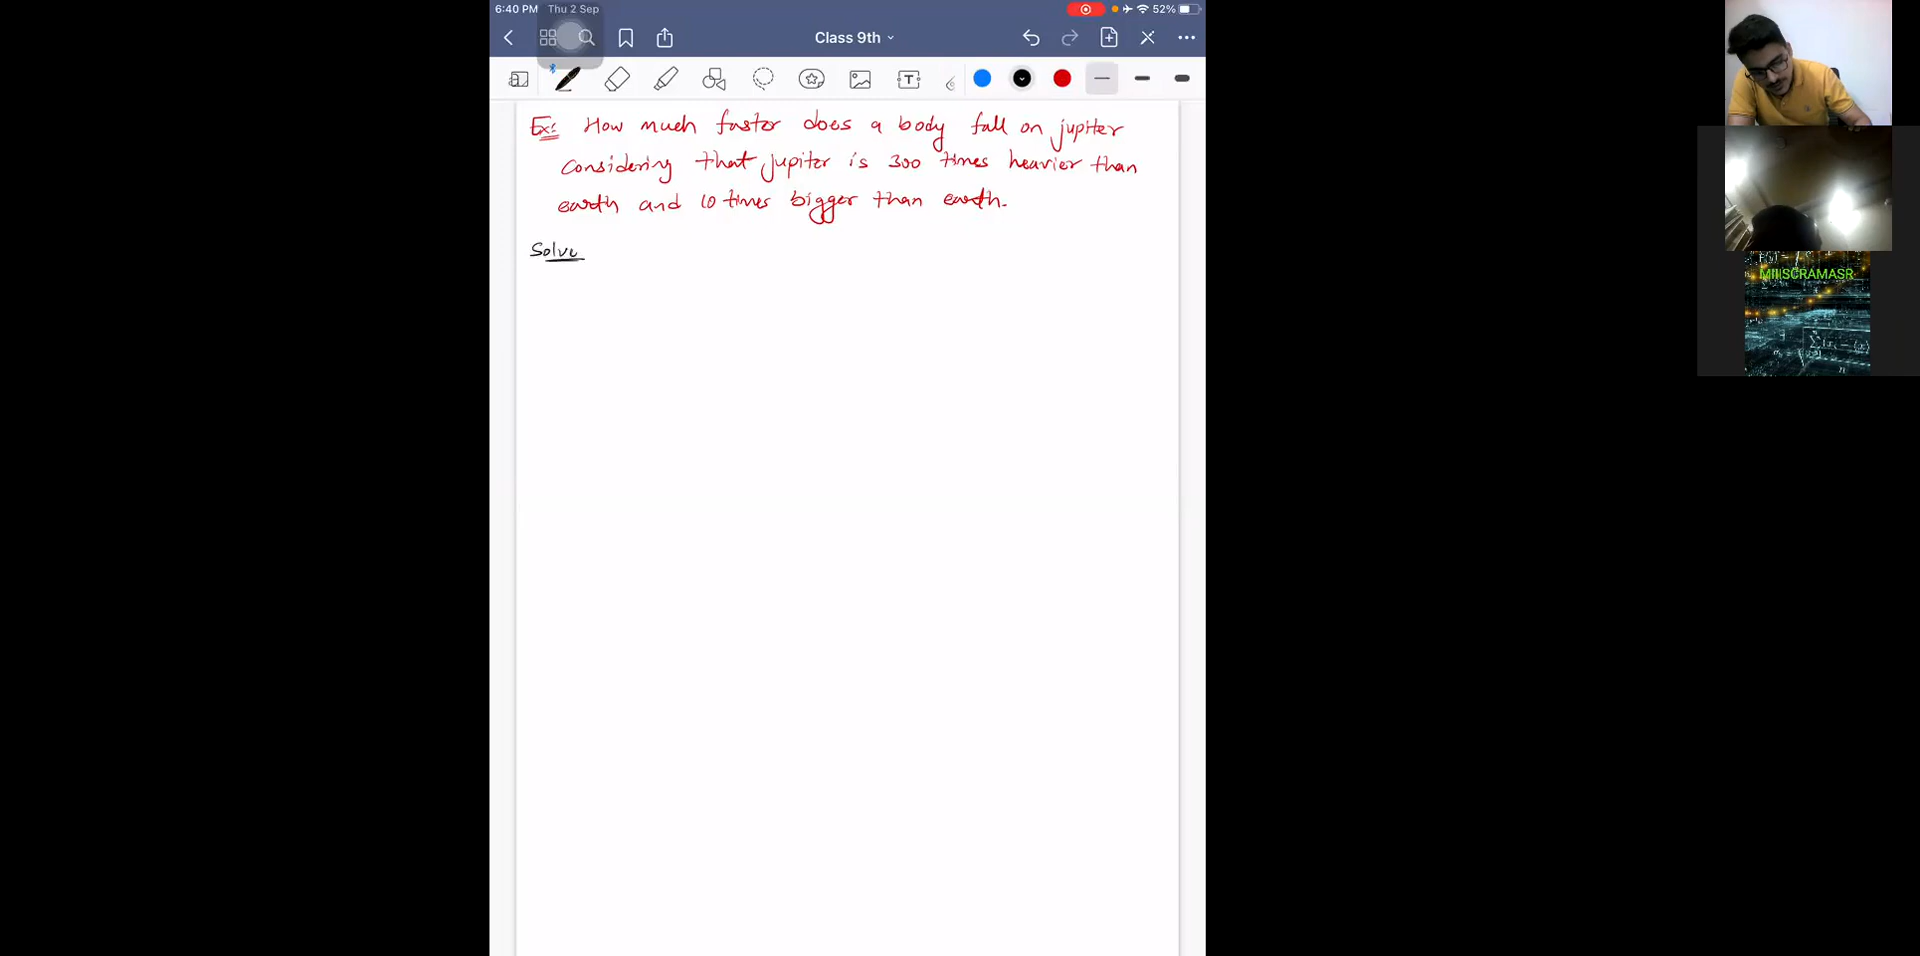 6:40 PM Thu 2 Sep
52%
Class 9th
T
Ex: How much faster does a body fall on jupiter
Considering that jupiter is 300 times heavier than
earth and 10 times bigger than earth.
Solve
MIIISCRAMASR_